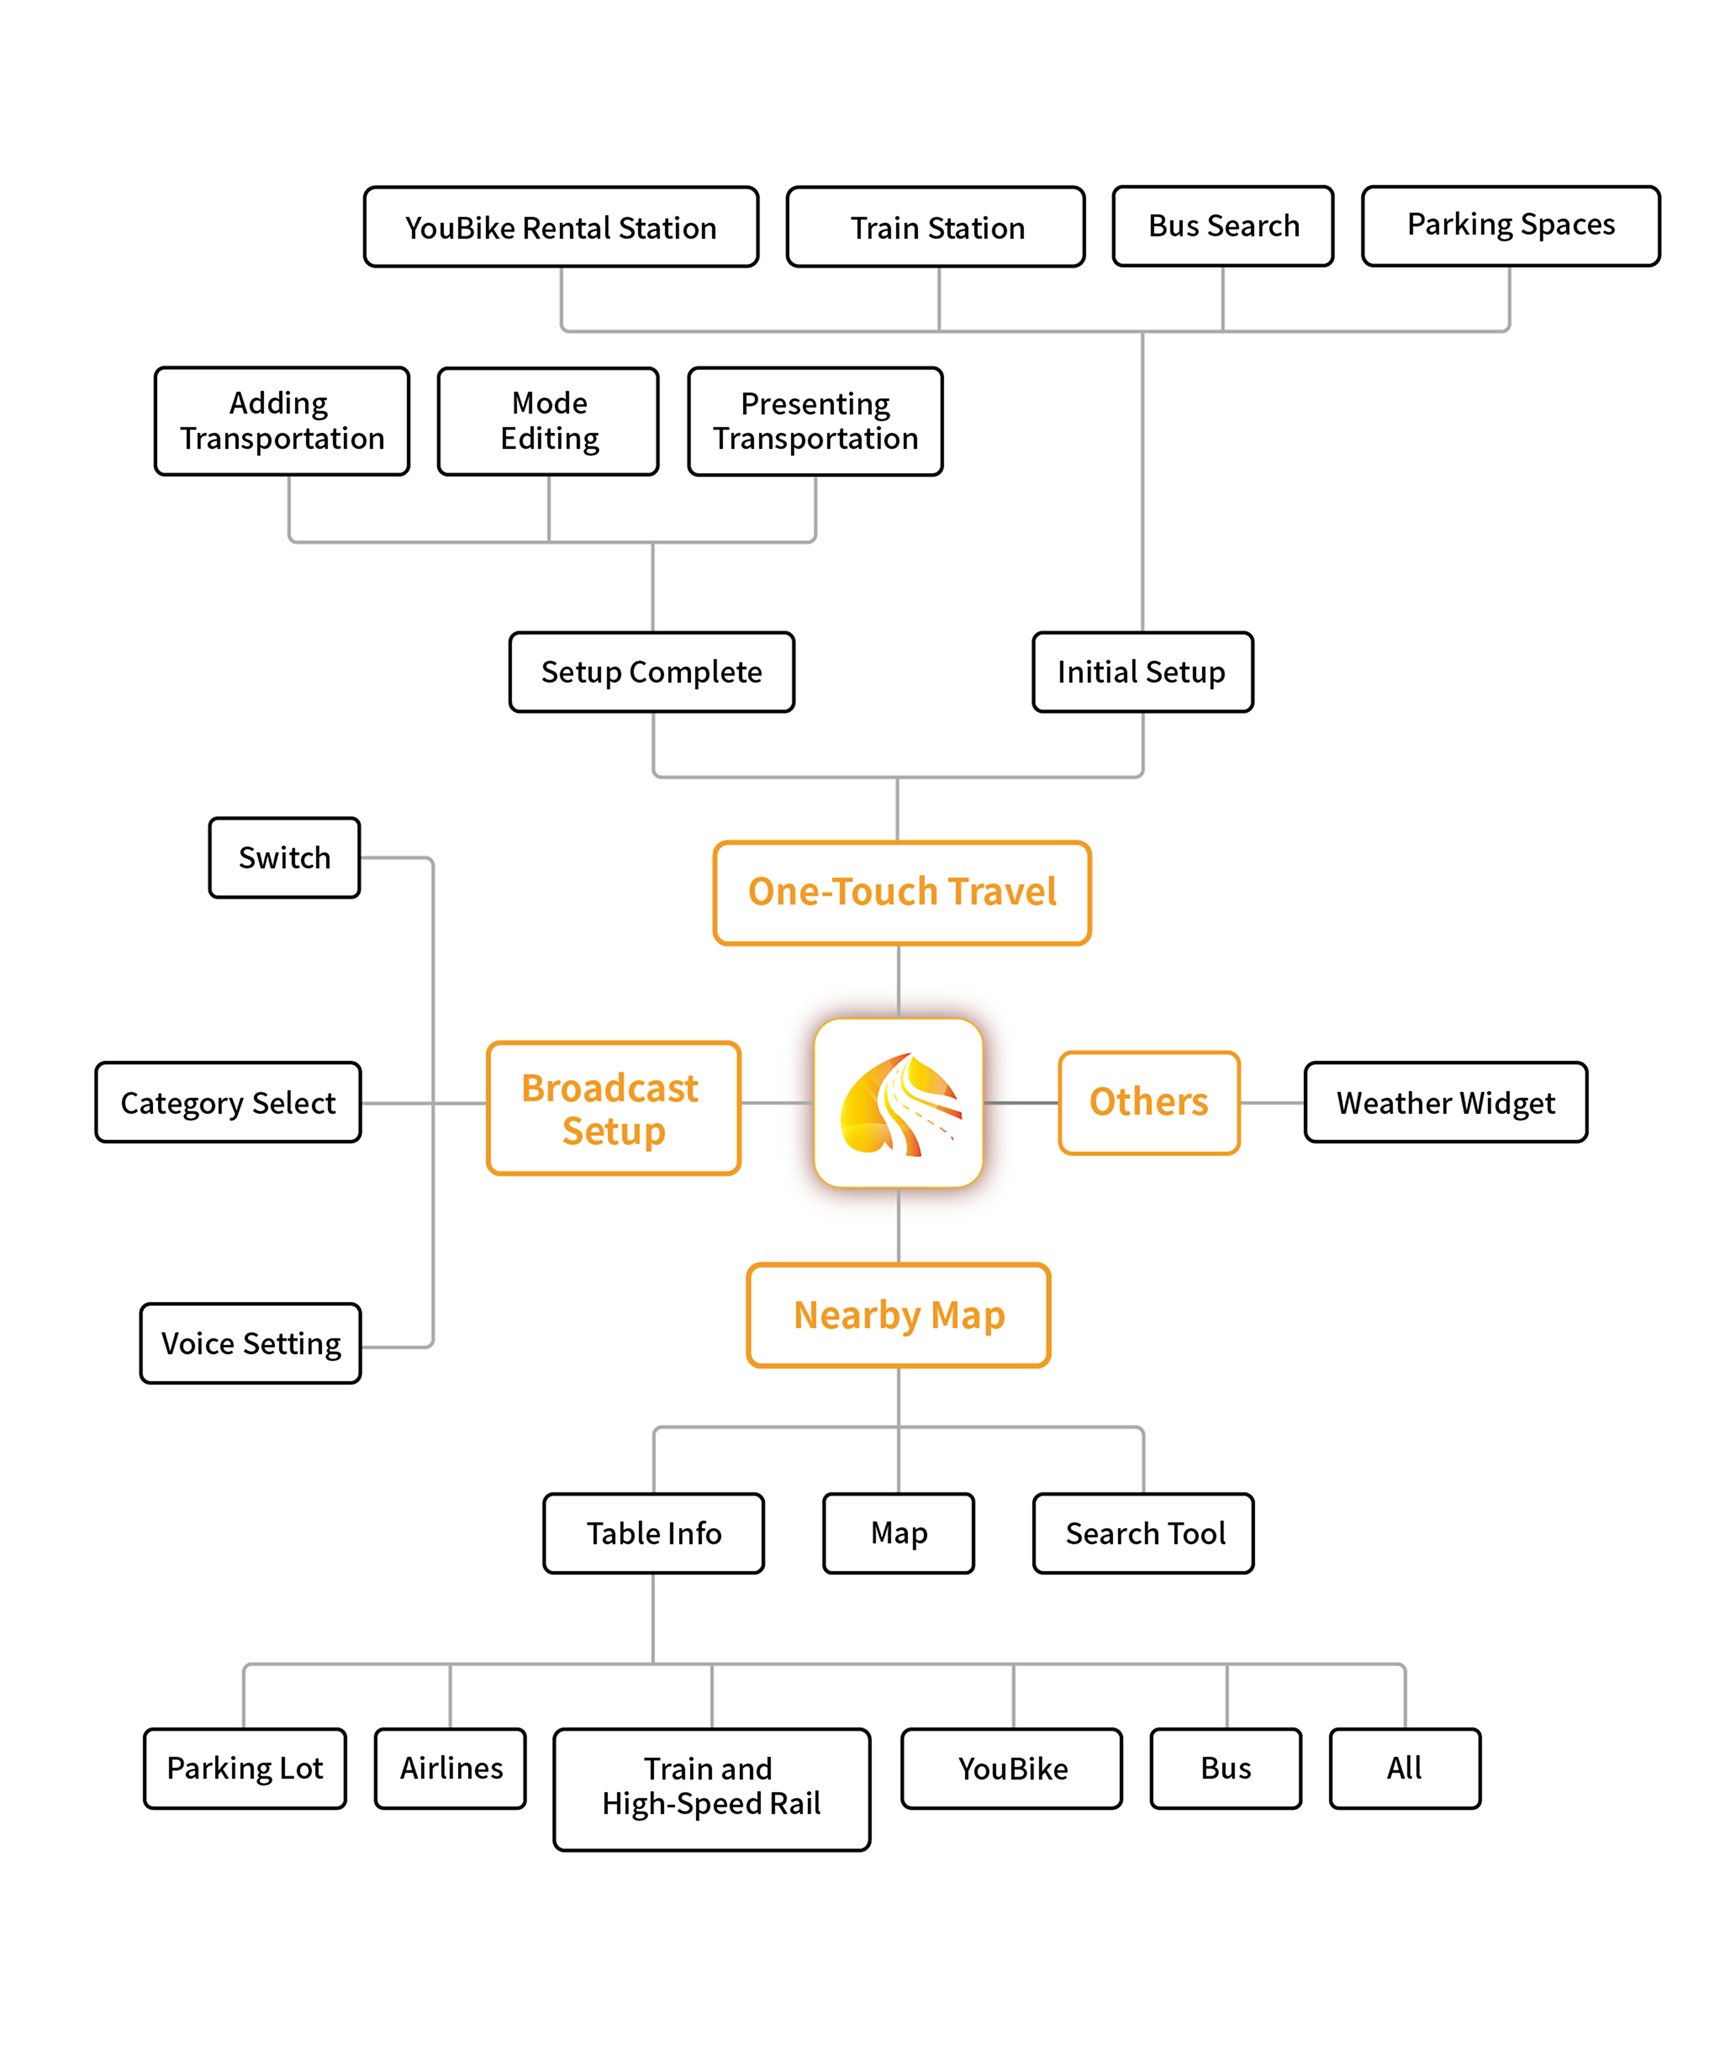 YouBike Rental Station
Train Station
Bus Search
Parking Spaces
Adding
Transportation
Mode
Editing
Presenting
Transportation
Setup Complete
Initial Setup
Switch
One-Touch Travel
Category Select
Broadcast
Setup
Others
Weather Widget
Voice Setting
Nearby Map
Table Info
Map
Search Tool
Parking Lot
Airlines
Train and
High-Speed Rail
YouBike
Bus
All